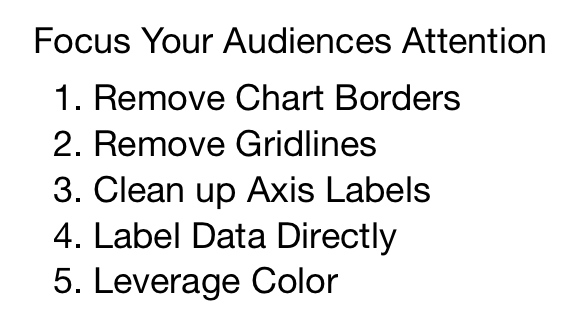 Focus Your Audiences Attention
1. Remove Chart Borders
2. Remove Gridlines
3. Clean up Axis Labels
4. Label Data Directly
5. Leverage Color